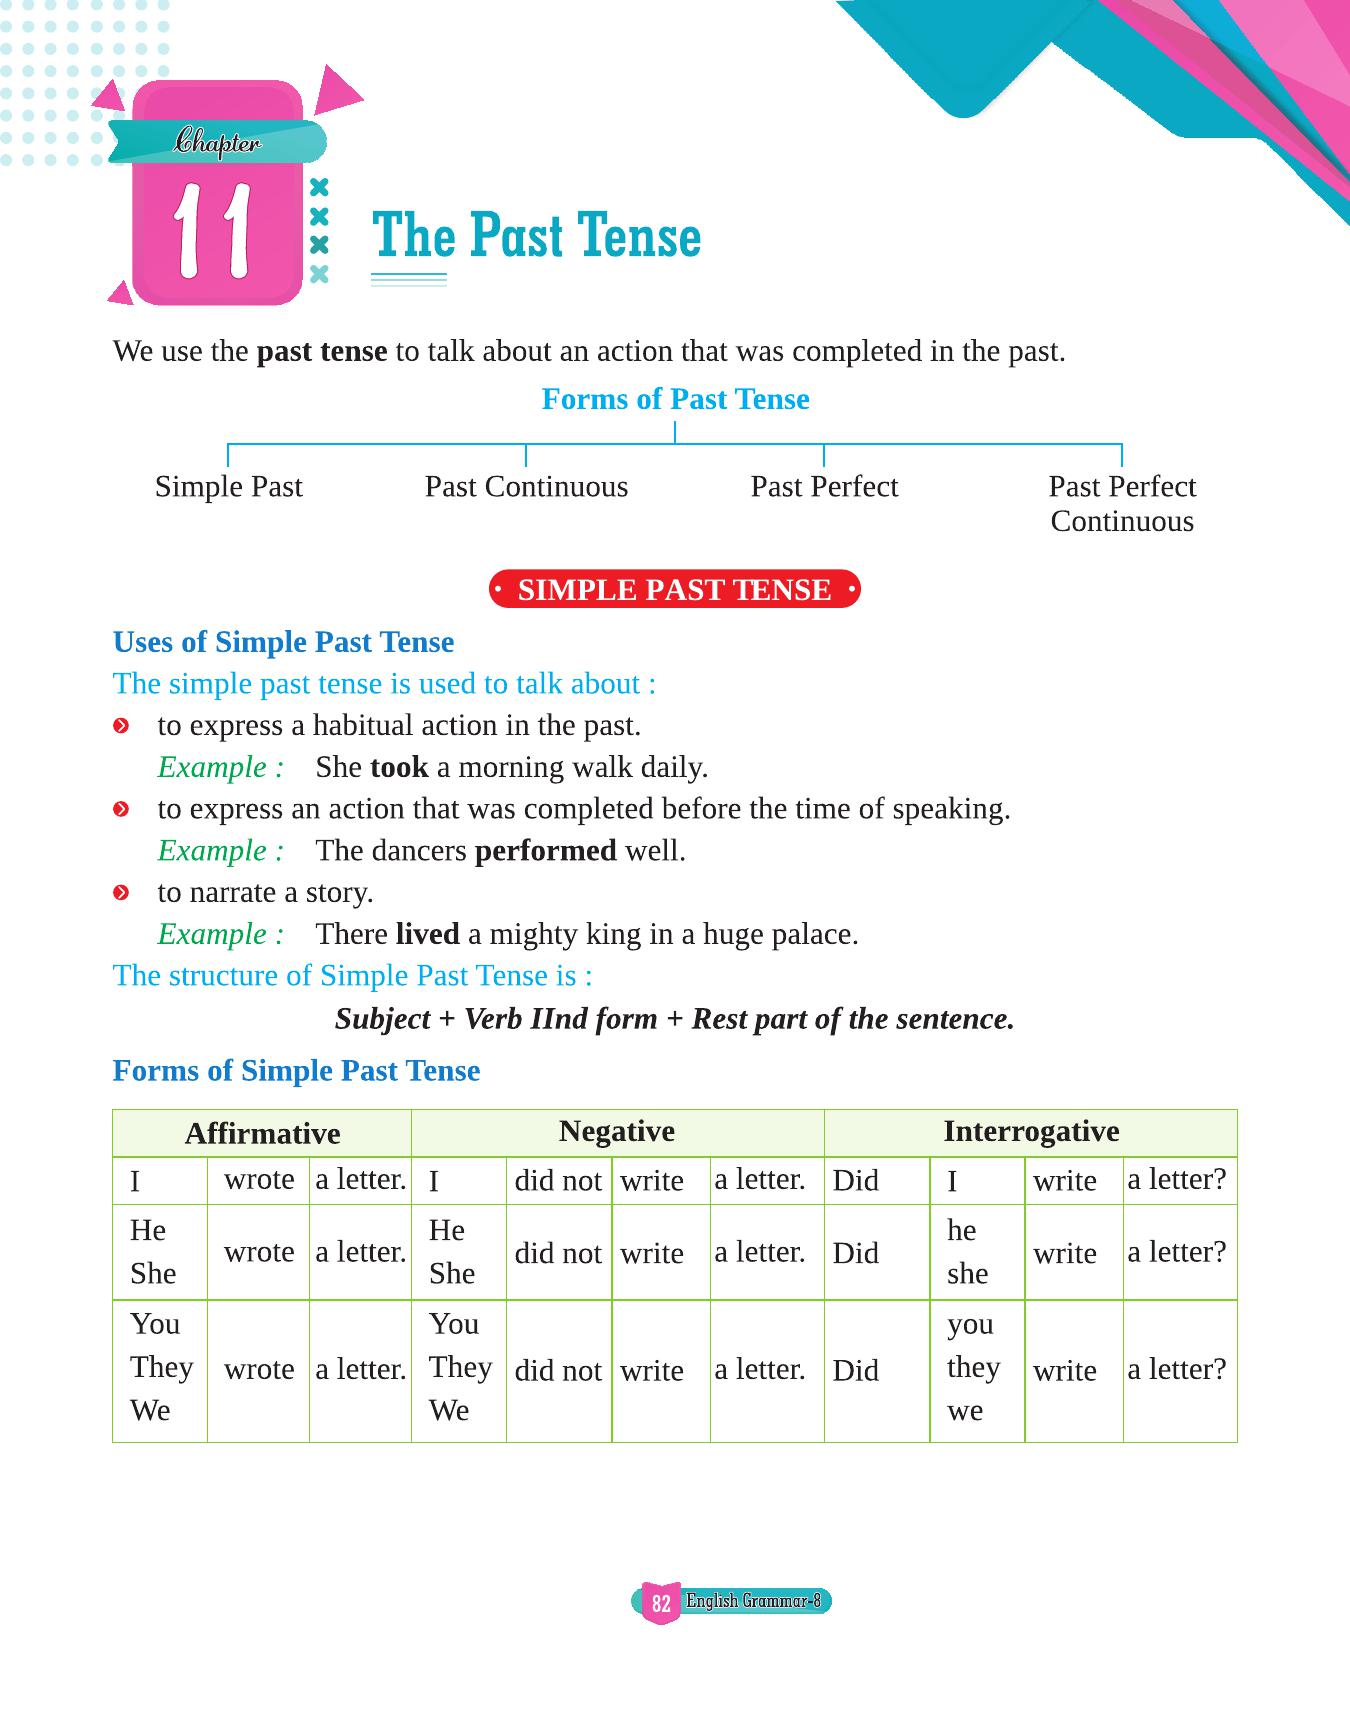 Chapter
11
The Past Tense
We use the past tense to talk about an action that was completed in the past.
Forms of Past Tense
Simple Past Past Continuous Past Perfect Past Perfect
Continuous
• SIMPLE PAST TENSE •
Uses of Simple Past Tense
The simple past tense is used to talk about :
to express a habitual action in the past.
Example : She took a morning walk daily.
to express an action that was completed before the time of speaking.
Example : The dancers performed well.
to narrate a story.
Example : There lived a mighty king in a huge palace.
The structure of Simple Past Tense is :
Subject + Verb IInd form + Rest part of the sentence.
Forms of Simple Past Tense
Affirmative Negative Interrogative
I wrote a letter. I did not write a letter. Did I write a letter?
He He he
wrote a letter. did not write a letter. Did write a letter?
She She she
You You you
They wrote a letter. They did not write a letter. Did they write a letter?
We We we
82 English Grammar-8